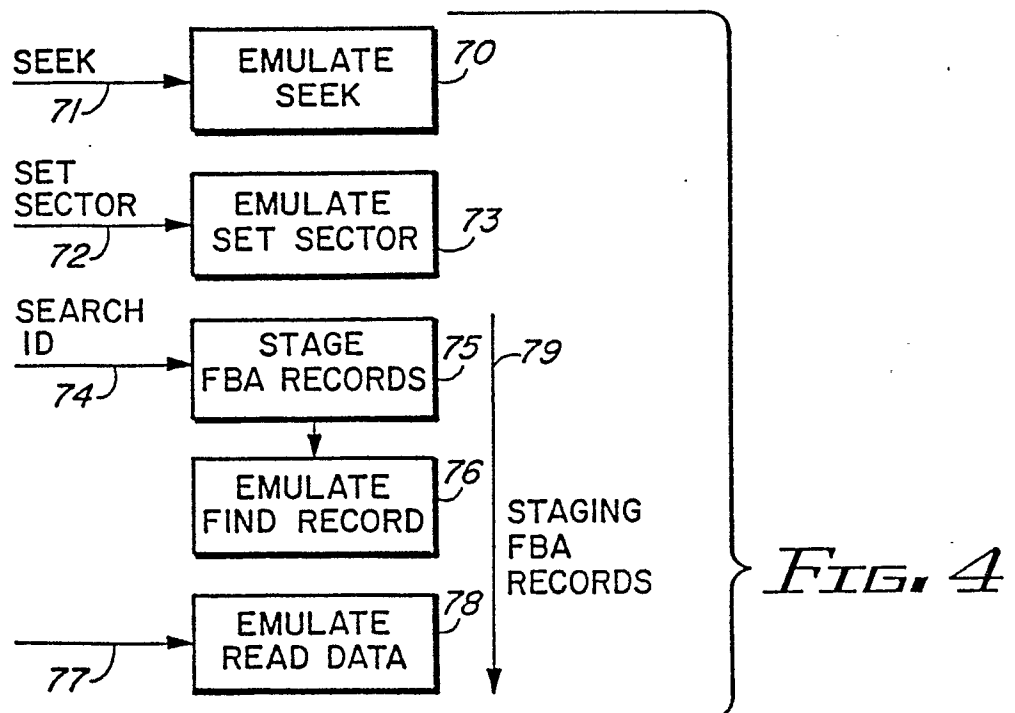 SEEK
71
EMULATE
SEEK
70
SET
SECTOR
72
EMULATE
SET SECTOR
73
SEARCH
ID
74
STAGE
FBA RECORDS
75
79
EMULATE
FIND RECORD
76
STAGING
FBA
RECORDS
77
EMULATE
READ DATA
78
FIG. 4